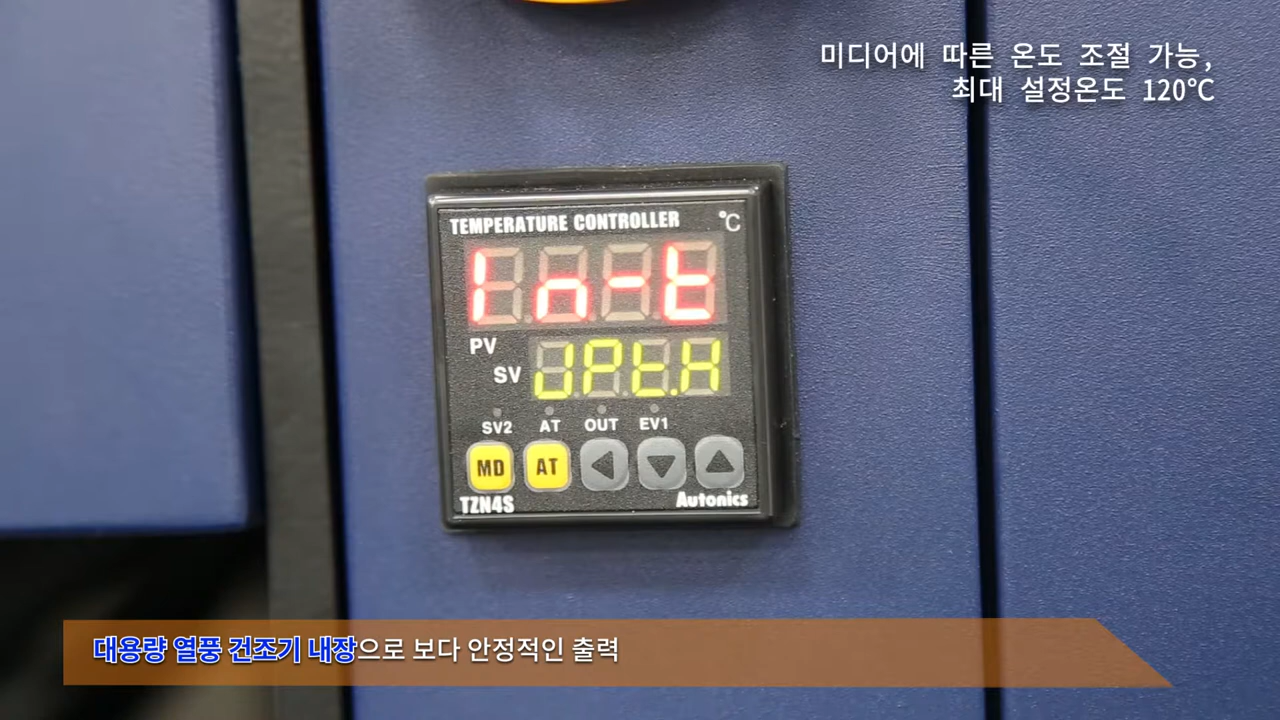 미디어에 따른 온도 조절 가능,
최대 설정온도 120℃
TEMPERATURE CONTROLLER °C
In-t
PV
SV JPt.H
SV2 AT OUT EV1
MD AT
TZN4S Autonics
대용량 열풍 건조기 내장으로 보다 안정적인 출력